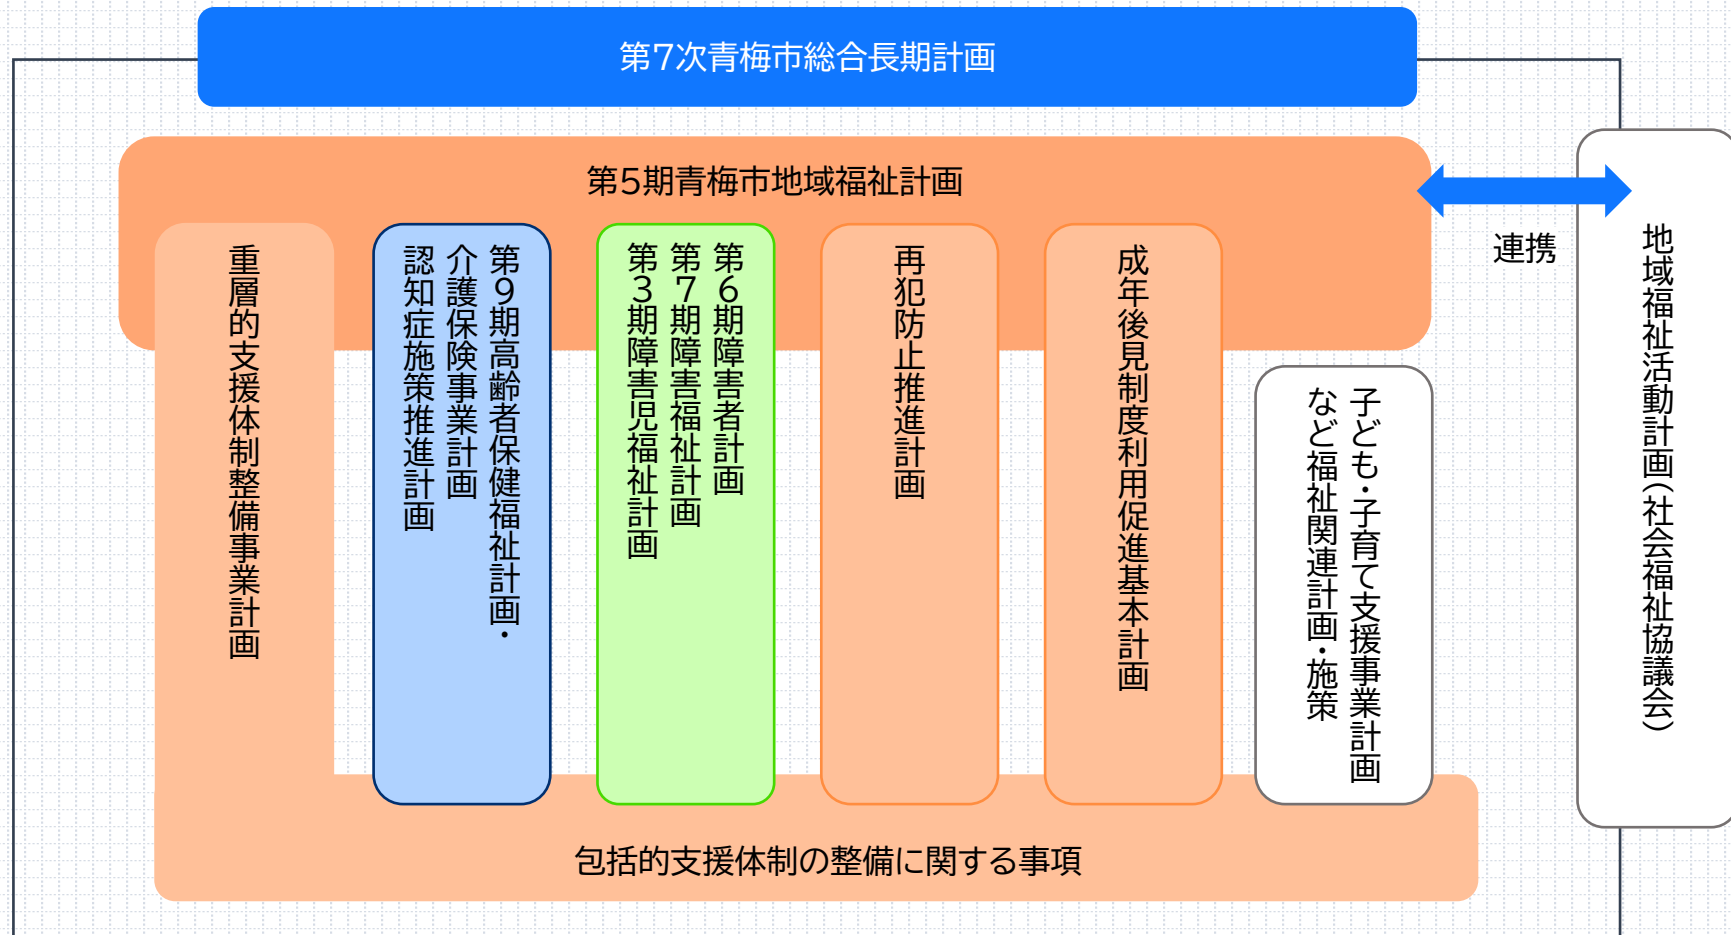 第7次青梅市総合長期計画
第5期青梅市地域福祉計画
重層的支援体制整備事業計画
第9期高齢者保健福祉計画・
介護保険事業計画
認知症施策推進計画
第6期障害者計画
第7期障害福祉計画
第3期障害児福祉計画
再犯防止推進計画
成年後見制度利用促進基本計画
子ども・子育て支援事業計画
など福祉関連計画・施策
連携
地域福祉活動計画(社会福祉協議会)
包括的支援体制の整備に関する事項